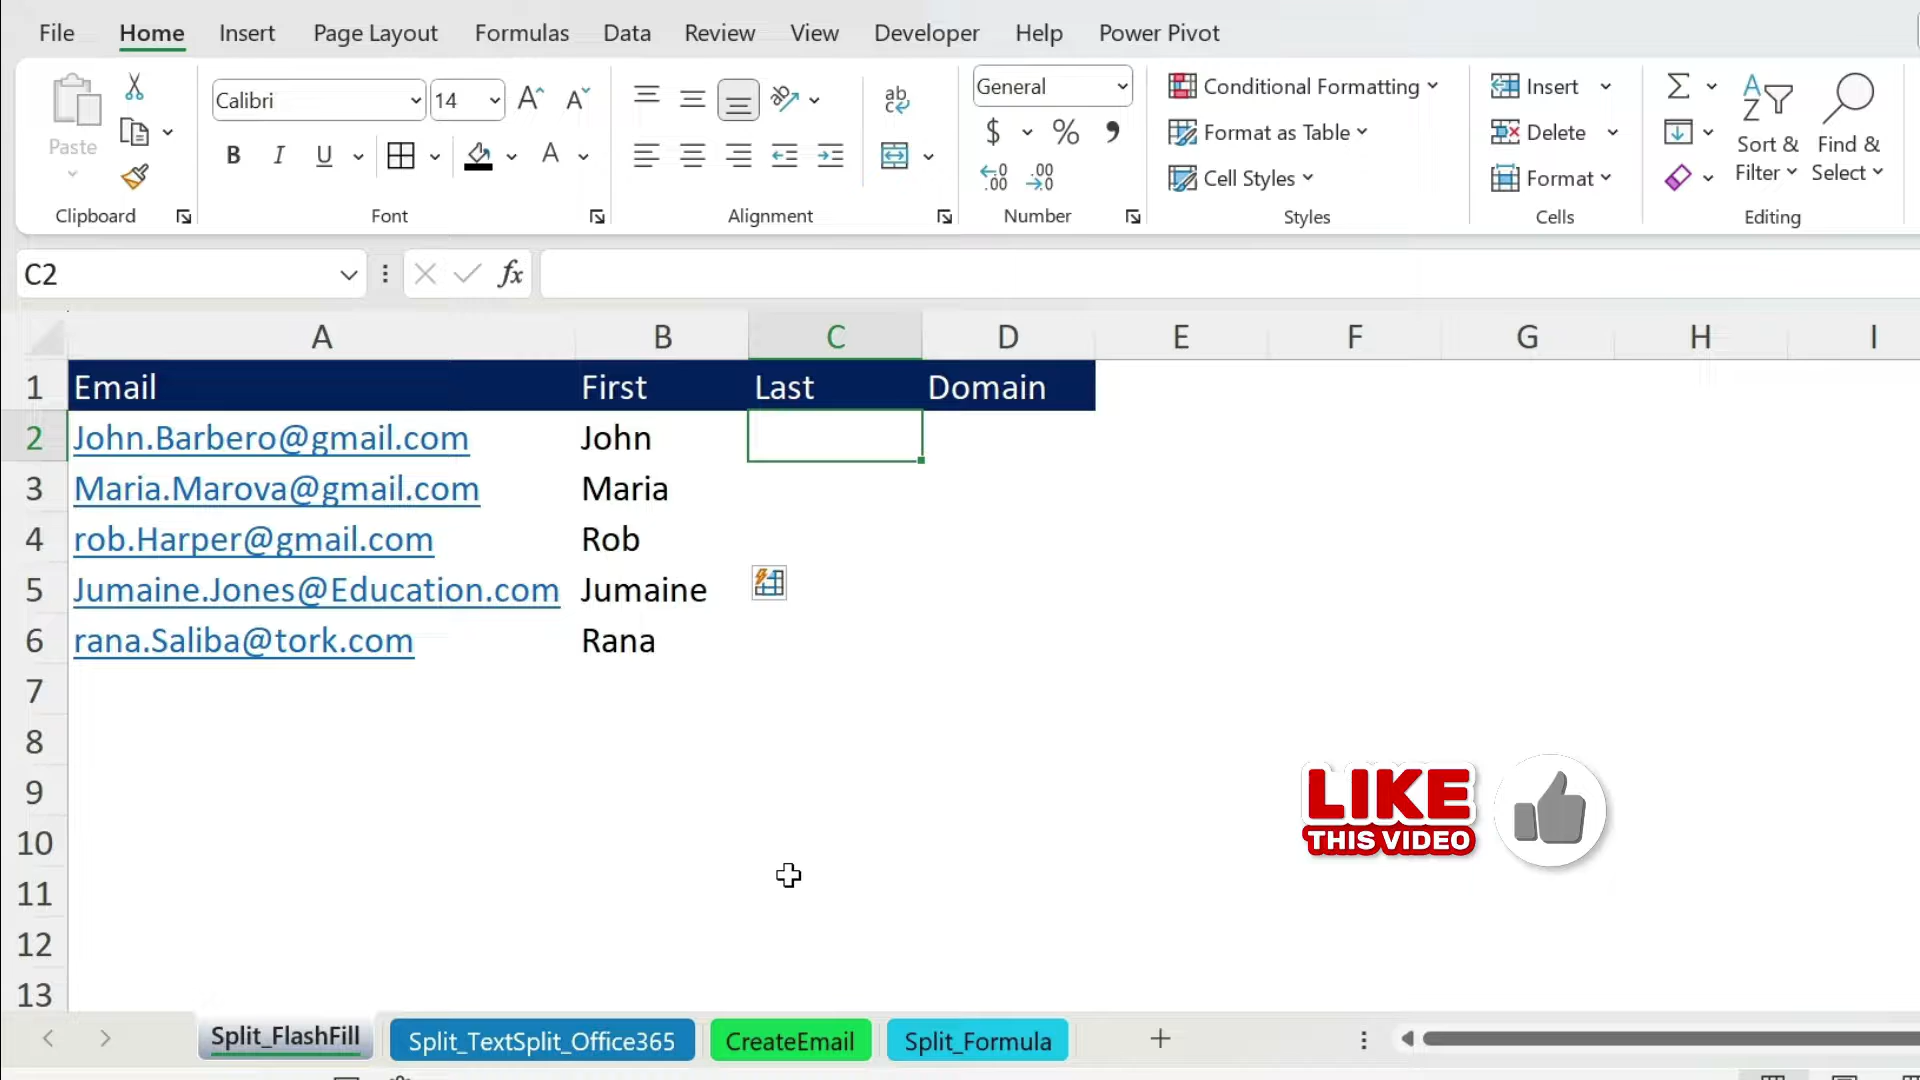 File Home Insert Page Layout Formulas Data Review View Developer Help Power Pivot
Paste
Clipboard
Calibri 14 A A
B I U A
Font
ab
Alignment
General
$ % ,
.00 .00
Number
Conditional Formatting
Format as Table
Cell Styles
Styles
Insert
Delete
Format
Cells
Sort & Filter
Find & Select
Editing
C2 fx
A B C D E F G H I
1 Email First Last Domain
2 John.Barbero@gmail.com John
3 Maria.Marova@gmail.com Maria
4 rob.Harper@gmail.com Rob
5 Jumaine.Jones@Education.com Jumaine
6 rana.Saliba@tork.com Rana
7
8
9
10
11
12
13
LIKE
THIS VIDEO
Split_FlashFill Split_TextSplit_Office365 CreateEmail Split_Formula